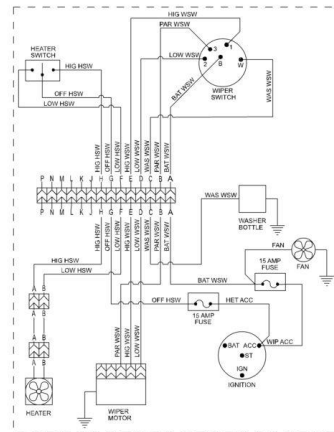 HIG WSW
PAR WSW
HEATER
SWITCH
LOW WSW
3
1
2
B
W
HIG HSW
OFF HSW
LOW HSW
WIPER
SWITCH
BAT WSW
WAS WSW
HIG HSW
OFF HSW
LOW HSW
HIG WSW
LOW WSW
WAS WSW
PAR WSW
BAT WSW
P N M L K J H G F E D C B A
P N M L K J H G F E D C B A
HIG HSW
OFF HSW
LOW HSW
HIG WSW
LOW WSW
WAS WSW
PAR WSW
BAT WSW
WAS WSW
WASHER
BOTTLE
FAN
HIG HSW
LOW HSW
15 AMP
FUSE
FAN
BAT WSW
A B
A B
OFF HSW
HET ACC
15 AMP
FUSE
WIP ACC
A B
A B
PAR WSW
HIG WSW
LOW WSW
BAT ACC
ST
IGN
IGNITION
HEATER
WIPER
MOTOR